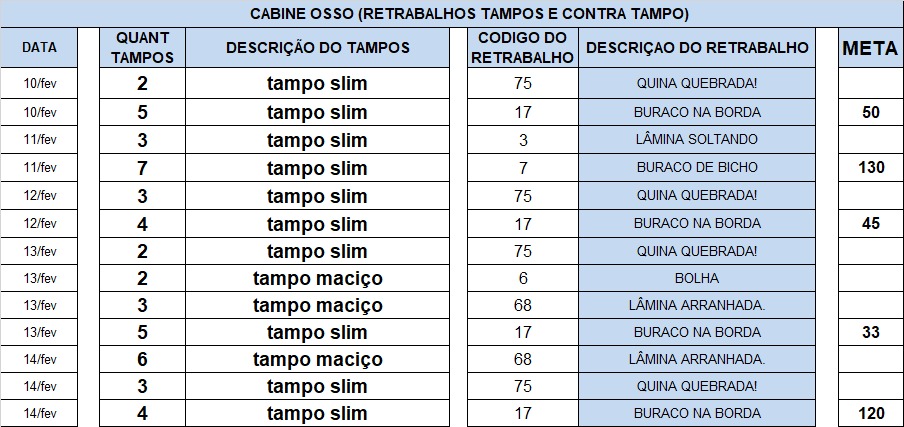 CABINE OSSO (RETRABALHOS TAMPOS E CONTRA TAMPO)
DATA QUANT TAMPOS DESCRIÇÃO DO TAMPOS CODIGO DO RETRABALHO DESCRIÇAO DO RETRABALHO META
10/fev 2 tampo slim 75 QUINA QUEBRADA!
10/fev 5 tampo slim 17 BURACO NA BORDA 50
11/fev 3 tampo slim 3 LÂMINA SOLTANDO
11/fev 7 tampo slim 7 BURACO DE BICHO 130
12/fev 3 tampo slim 75 QUINA QUEBRADA!
12/fev 4 tampo slim 17 BURACO NA BORDA 45
13/fev 2 tampo slim 75 QUINA QUEBRADA!
13/fev 2 tampo maciço 6 BOLHA
13/fev 3 tampo maciço 68 LÂMINA ARRANHADA.
13/fev 5 tampo slim 17 BURACO NA BORDA 33
14/fev 6 tampo maciço 68 LÂMINA ARRANHADA.
14/fev 3 tampo slim 75 QUINA QUEBRADA!
14/fev 4 tampo slim 17 BURACO NA BORDA 120